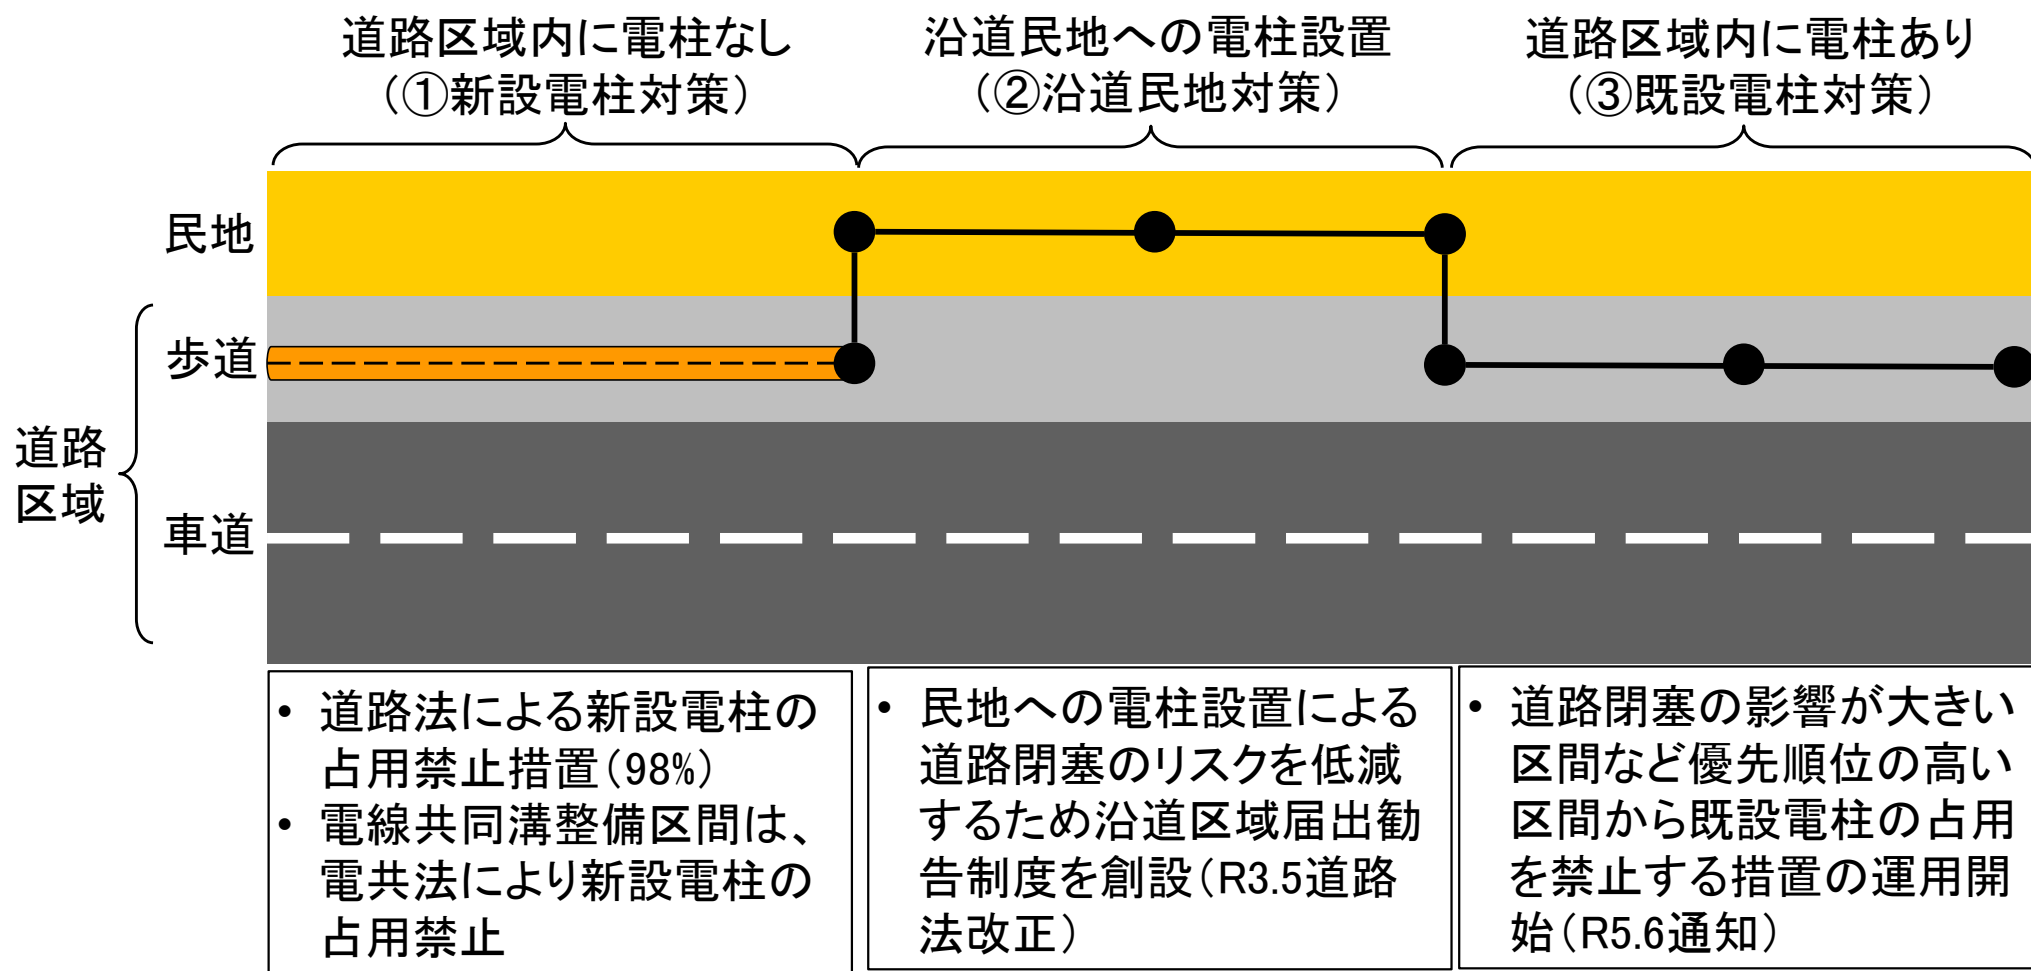 道路区域内に電柱なし
（①新設電柱対策）
沿道民地への電柱設置
（②沿道民地対策）
道路区域内に電柱あり
（③既設電柱対策）
民地
歩道
道路
区域
車道
• 道路法による新設電柱の
占用禁止措置（98%）
• 電線共同溝整備区間は、
電共法により新設電柱の
占用禁止
• 民地への電柱設置による
道路閉塞のリスクを低減
するため沿道区域届出勧
告制度を創設（R3.5道路
法改正）
• 道路閉塞の影響が大きい
区間など優先順位の高い
区間から既設電柱の占用
を禁止する措置の運用開
始（R5.6通知）